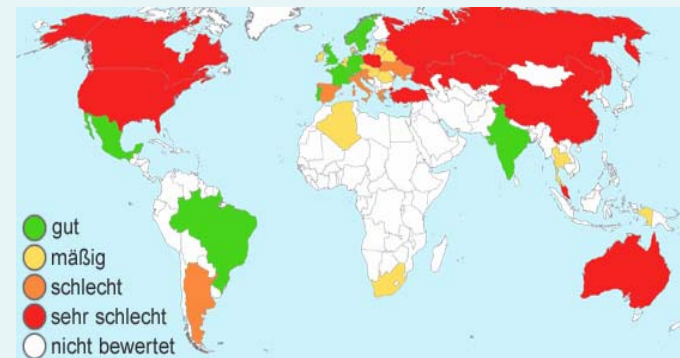 gut
mäßig
schlecht
sehr schlecht
nicht bewertet